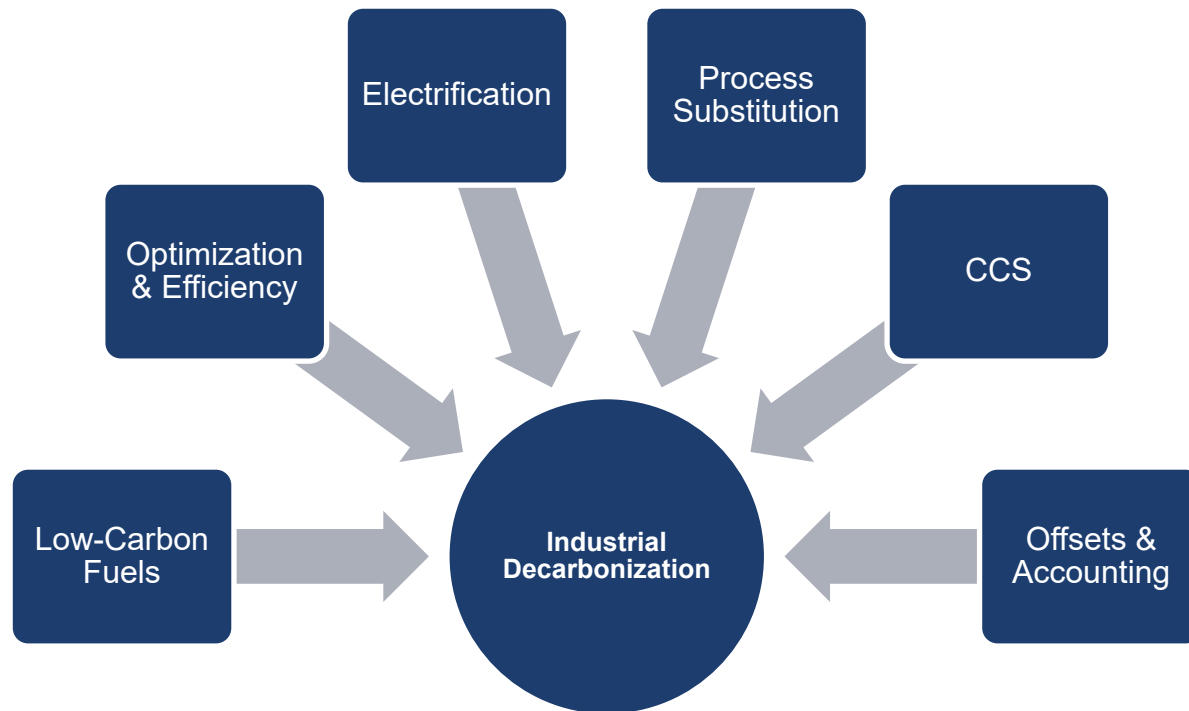 Electrification
Process
Substitution
Optimization
& Efficiency
CCS
Low-Carbon
Fuels
Industrial
Decarbonization
Offsets &
Accounting